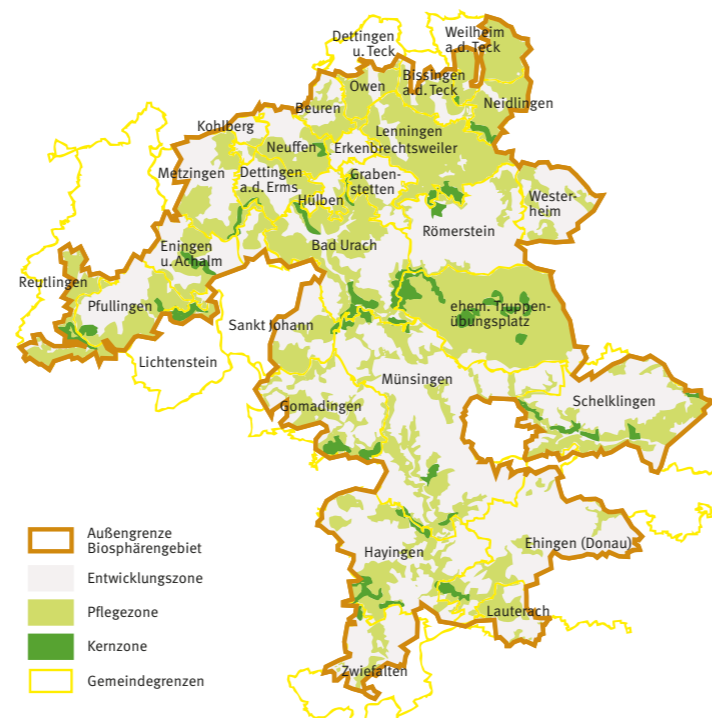 Dettingen
u. Teck
Weilheim
a.d. Teck
Bissingen
a.d. Teck
Owen
Beuren
Neidlingen
Kohlberg
Lenningen
Neuffen
Erkenbrechtsweiler
Metzingen
Dettingen
a.d. Erms
Graben-
stetten
Hülben
Wester-
heim
Römerstein
Bad Urach
Eningen
u. Achalm
Reutlingen
Pfullingen
ehem. Truppen-
übungsplatz
Sankt Johann
Lichtenstein
Münsingen
Gomadingen
Schelklingen
Ehingen (Donau)
Hayingen
Lauterach
Zwiefalten
Außengrenze
Biosphärengebiet
Entwicklungszone
Pflegezone
Kernzone
Gemeindegrenzen